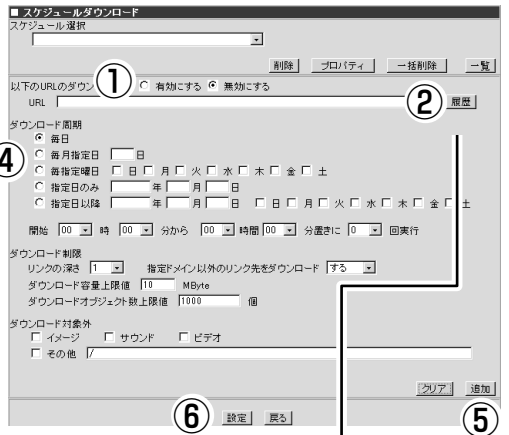 ■ スケジュールダウンロード
スケジュール選択
削除 プロパティ 一括削除 一覧
以下のURLのダウン ① 有効にする 無効にする
URL ② 履歴
ダウンロード周期
④ 毎日
毎月指定日 日
毎指定曜日 日 月 火 水 木 金 土
指定日のみ 年 月 日
指定日以降 年 月 日 日 月 火 水 木 金 土
開始 00 時 00 分から 00 時間 00 分置きに 0 回実行
ダウンロード制限
リンクの深さ 1 指定ドメイン以外のリンク先をダウンロード する
ダウンロード容量上限値 10 MByte
ダウンロードオブジェクト数上限値 1000 個
ダウンロード対象外
イメージ サウンド ビデオ
その他 /
クリア 追加
⑥ 設定 戻る ⑤